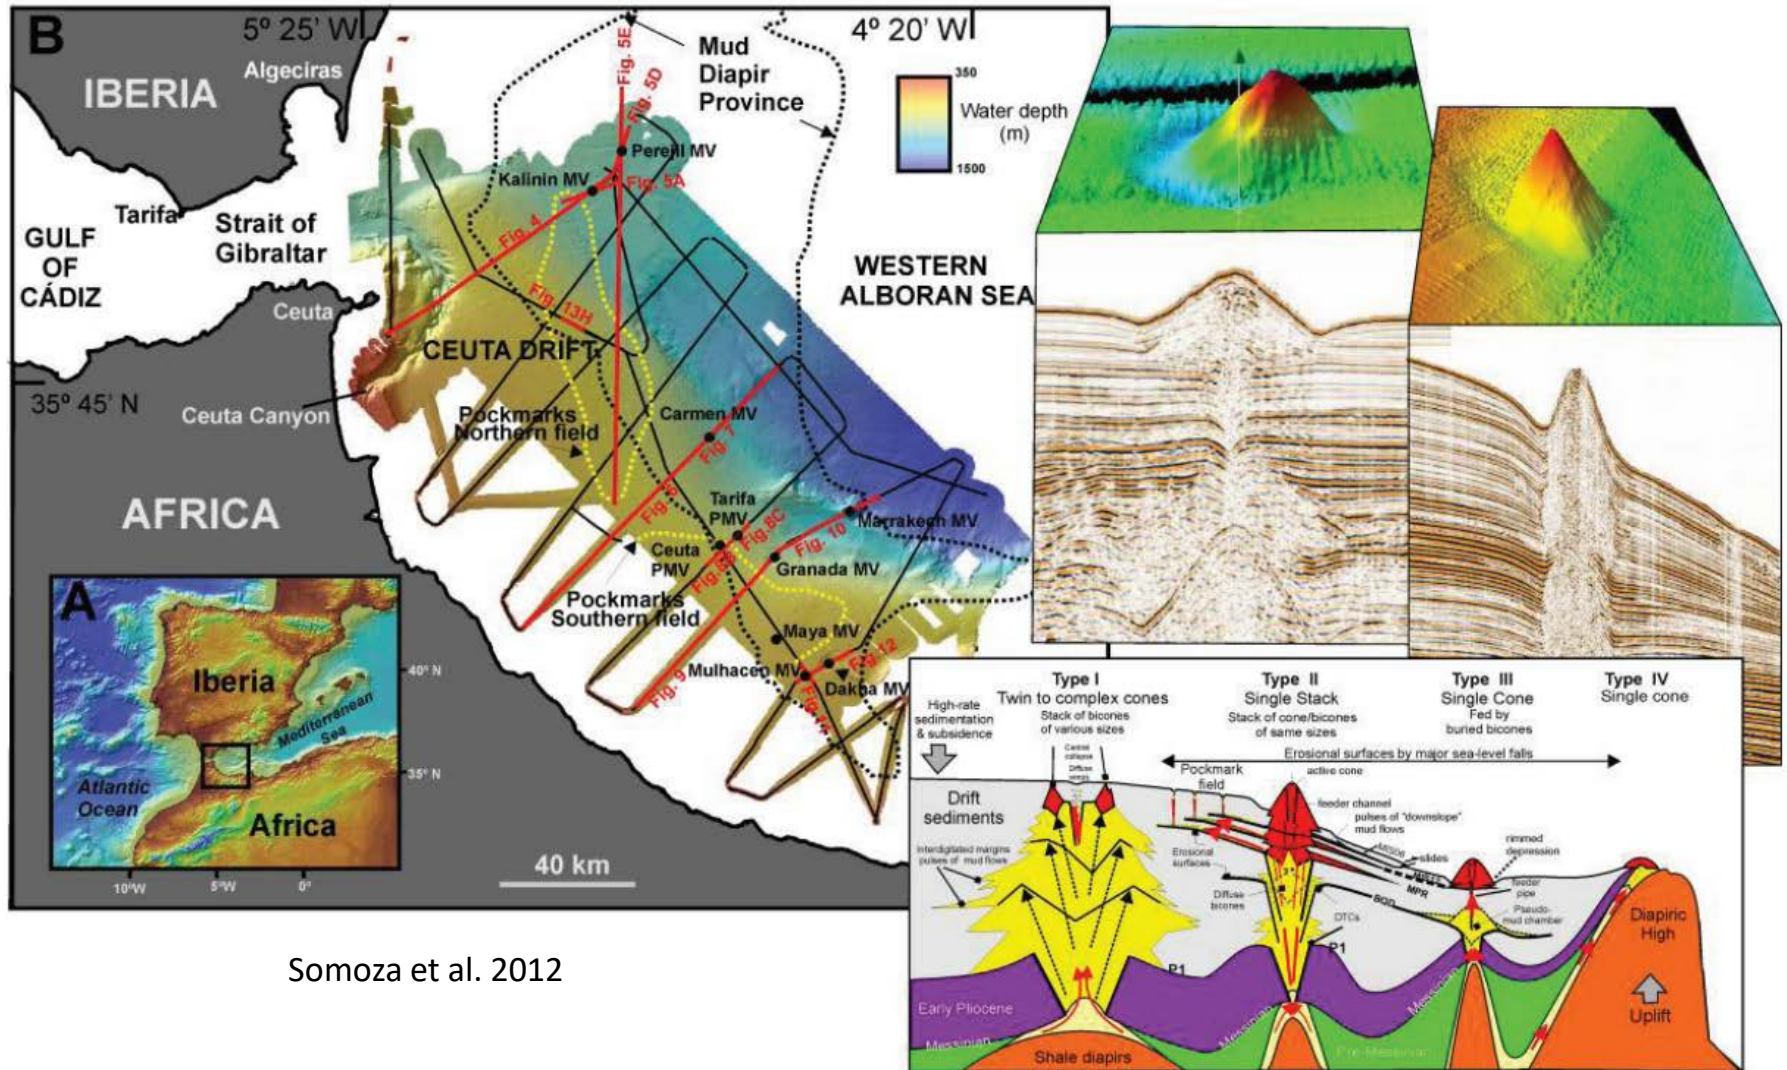 B
5º 25' W
4º 20' W
IBERIA
Algeciras
Tarifa
Strait of
Gibraltar
GULF
OF
CÁDIZ
Ceuta
35º 45' N
Ceuta Canyon
AFRICA
Mud
Diapir
Province
350
Water depth
(m)
1500
WESTERN
ALBORAN SEA
Fig. 5E
Fig. 5D
Perejil MV
Kalinin MV
Fig. 5A
Fig. 4
Fig. 13H
CEUTA DRIFT
Pockmarks
Northern field
Carmen MV
Fig. 7
Tarifa
PMV
Fig. 8C
Ceuta
PMV
Fig. 10
Marrakech MV
Granada MV
Pockmarks
Southern field
Maya MV
Mulhacen MV
Fig. 12
Dakha MV
Fig. 9
40 km
A
Iberia
Mediterranean
Sea
Atlantic
Ocean
Africa
40º N
35º N
10ºW
5ºW
0º
Somoza et al. 2012
Type I
Twin to complex cones
Stack of bicones
of various sizes
Type II
Single Stack
Stack of cone/bicones
of same sizes
Type III
Single Cone
Fed by
buried bicones
Type IV
Single cone
High-rate
sedimentation
& subsidence
Erosional surfaces by major sea-level falls
Central
collapse
Diffuse
Pockmark
field
active cone
Drift
sediments
feeder channel
pulses of "downslope"
mud flows
slides
rimmed
depression
Interdigitated margins
pulses of mud flows
Erosional
surfaces
MPR
BQD
feeder
pipe
Pseudo-
mud chamber
Diffuse
bicones
DTCs
P1
P1
Diapiric
High
Early Pliocene
Messinian
Messinian
Messinian
Pre-Messinian
Shale diapirs
Uplift